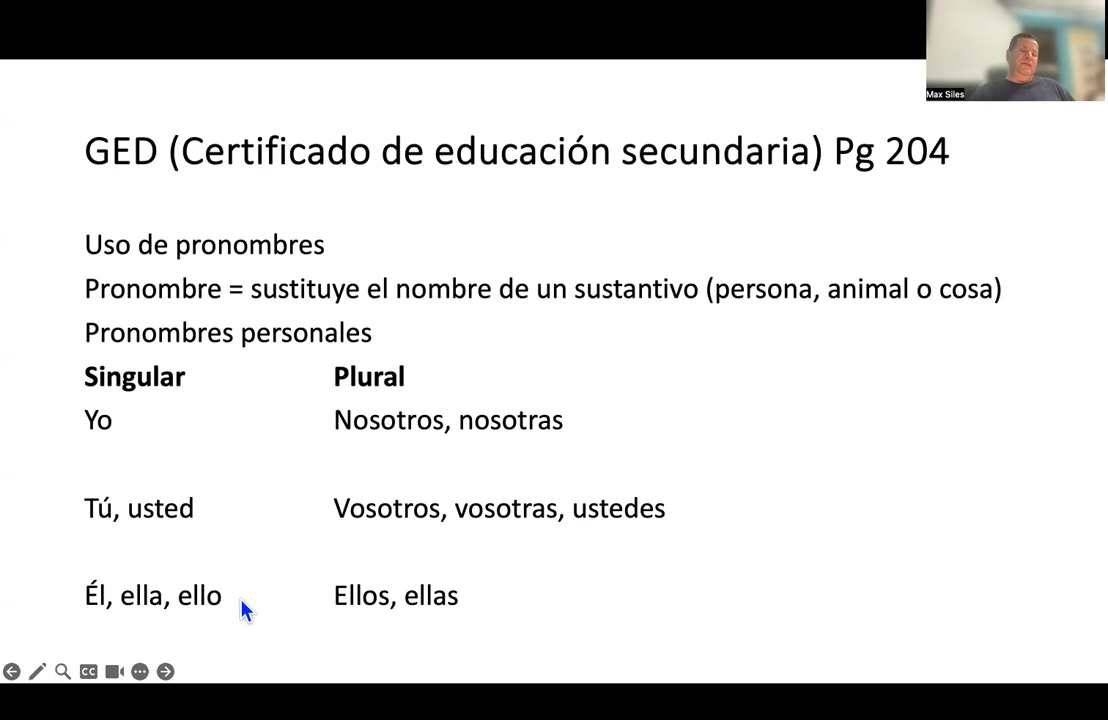 Max Siles
GED (Certificado de educación secundaria) Pg 204
Uso de pronombres
Pronombre = sustituye el nombre de un sustantivo (persona, animal o cosa)
Pronombres personales
Singular Plural
Yo Nosotros, nosotras
Tú, usted Vosotros, vosotras, ustedes
Él, ella, ello Ellos, ellas
CC